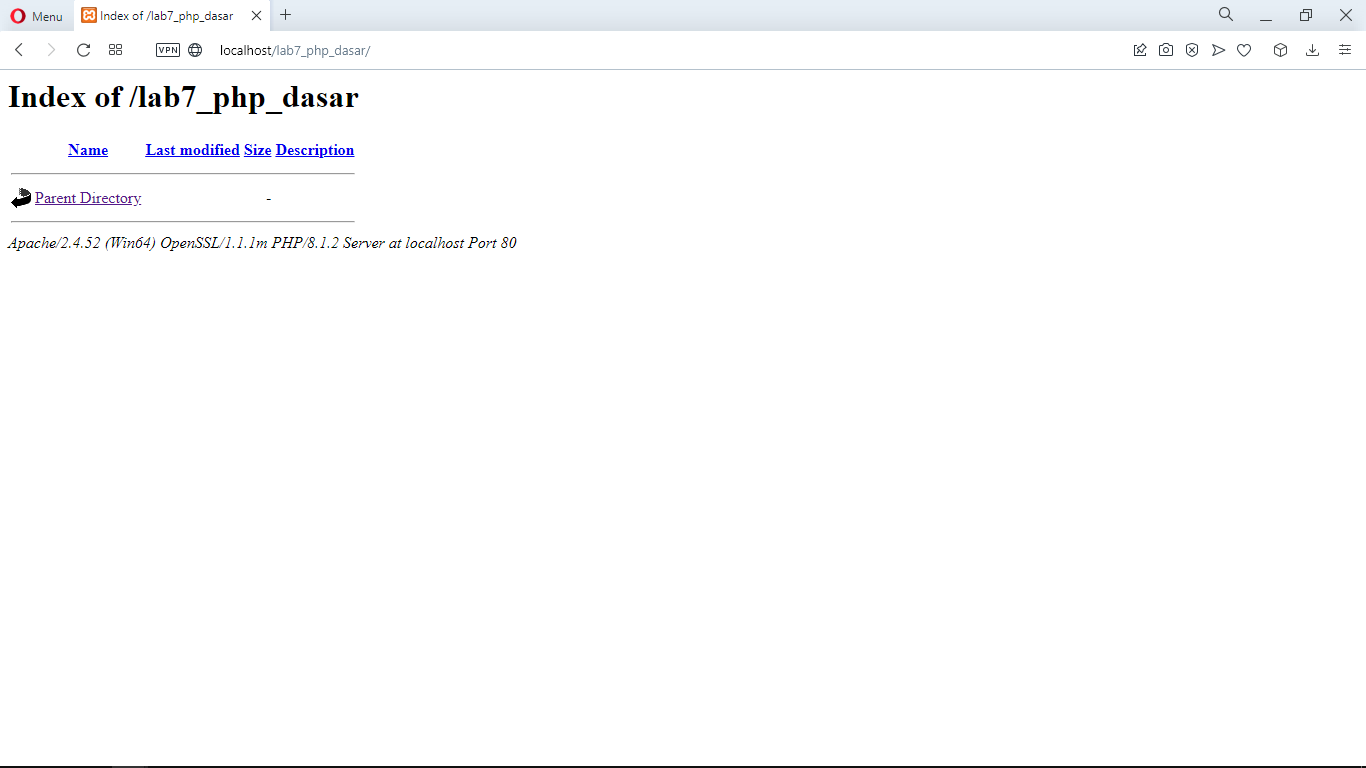 Menu
Index of /lab7_php_dasar
VPN
localhost/lab7_php_dasar/
Index of /lab7_php_dasar
Name Last modified Size Description
Parent Directory -
Apache/2.4.52 (Win64) OpenSSL/1.1.1m PHP/8.1.2 Server at localhost Port 80